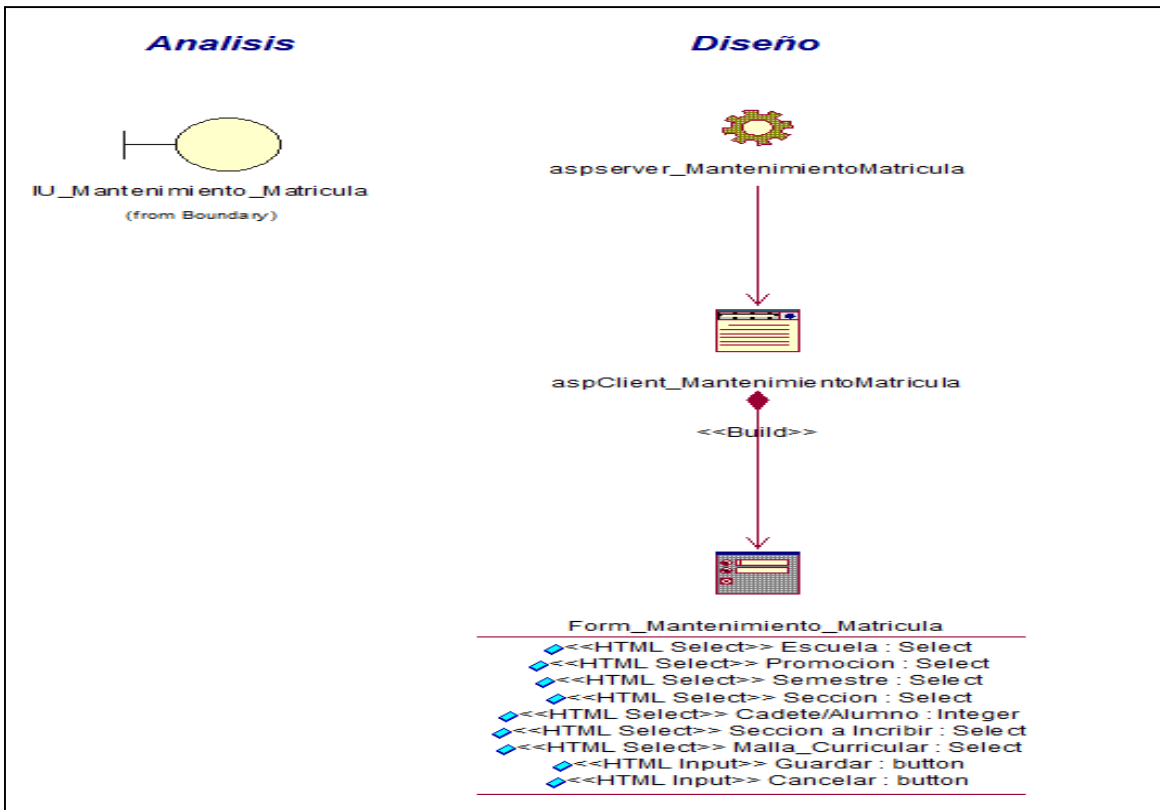 Analisis
Diseño
IU_Mantenimiento_Matricula
(from Boundary)
aspserver_MantenimientoMatricula
aspClient_MantenimientoMatricula
<<Build>>
Form_Mantenimiento_Matricula
<<HTML Select>> Escuela : Select
<<HTML Select>> Promocion : Select
<<HTML Select>> Semestre : Select
<<HTML Select>> Seccion : Select
<<HTML Select>> Cadete/Alumno : Integer
<<HTML Select>> Seccion a Incribir : Select
<<HTML Select>> Malla_Curricular : Select
<<HTML Input>> Guardar : button
<<HTML Input>> Cancelar : button